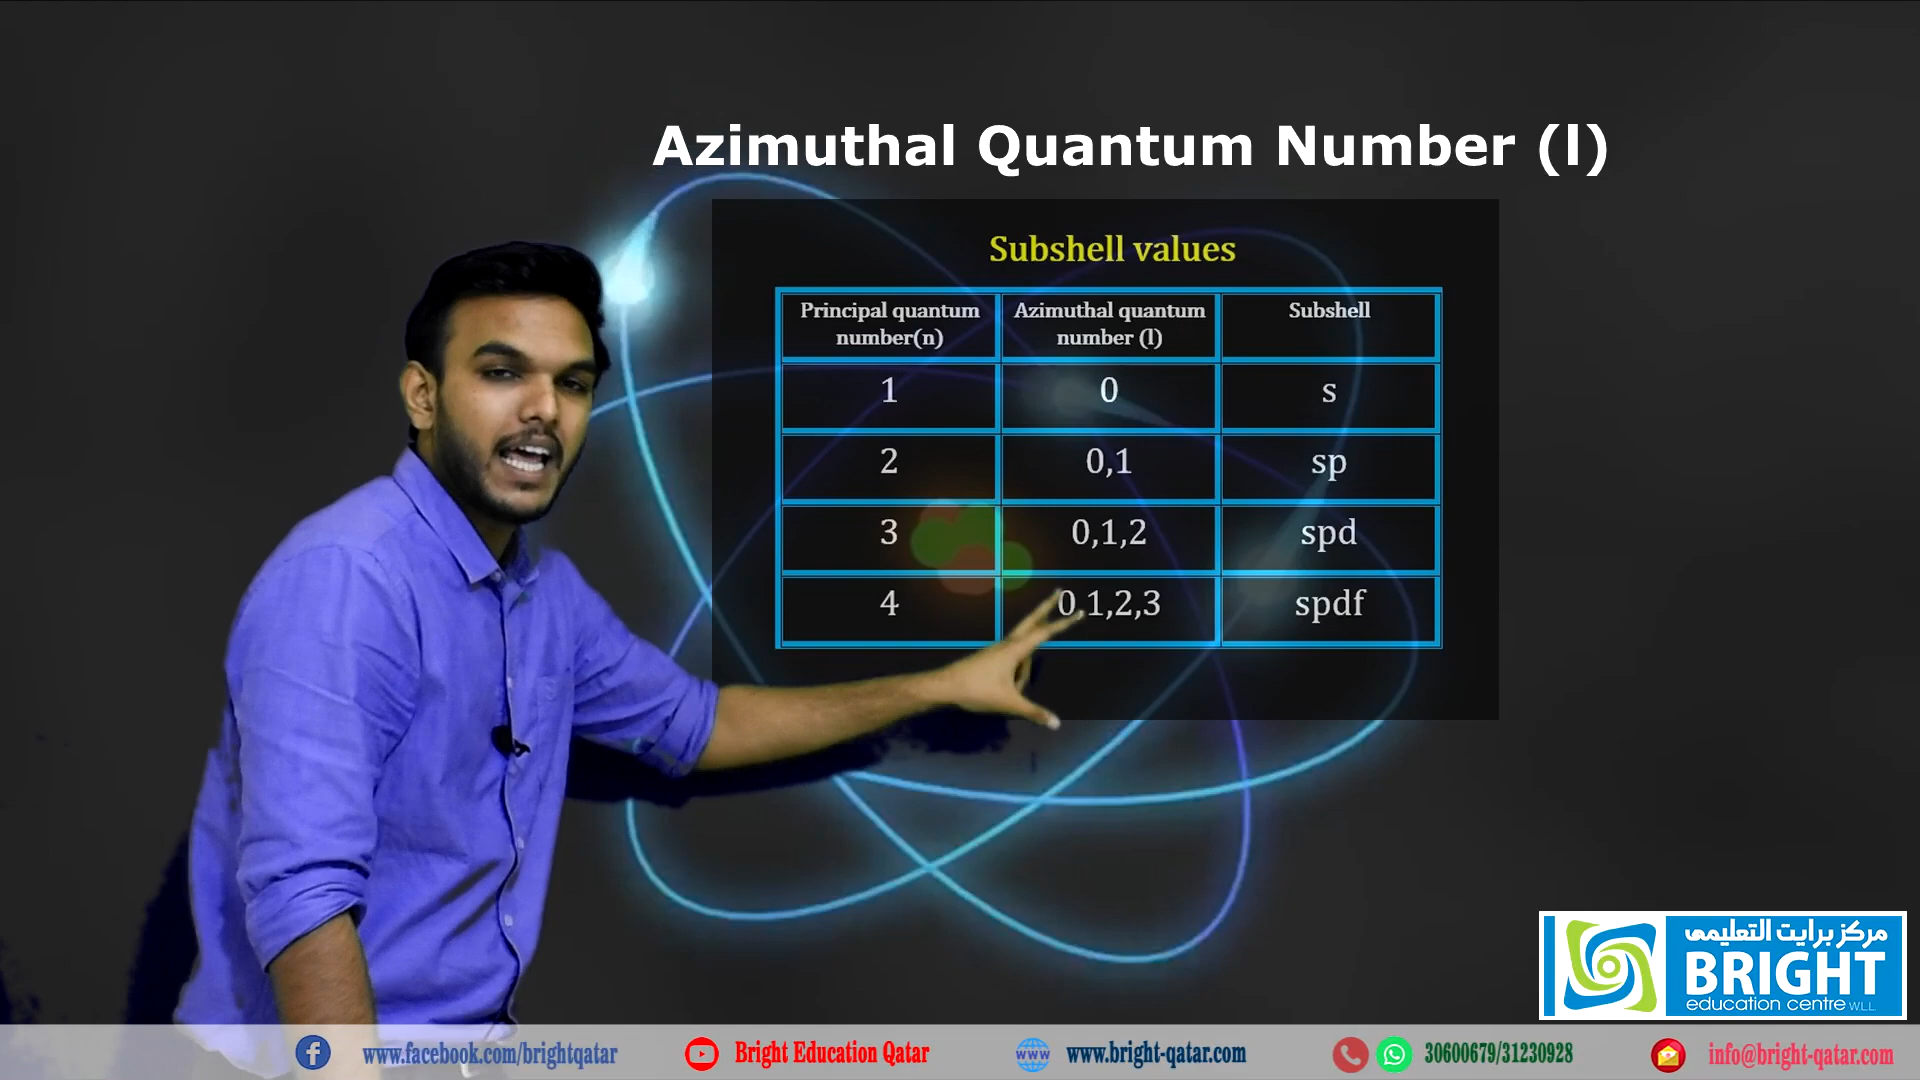 Azimuthal Quantum Number (l)
Subshell values
Principal quantum number(n)
Azimuthal quantum number (l)
Subshell
1
0
s
2
0,1
sp
3
0,1,2
spd
4
0,1,2,3
spdf
مركز برايت التعليمي
BRIGHT
education centre W.L.L
www.facebook.com/brightqatar
Bright Education Qatar
www
www.bright-qatar.com
30600679/31230928
info@bright-qatar.com